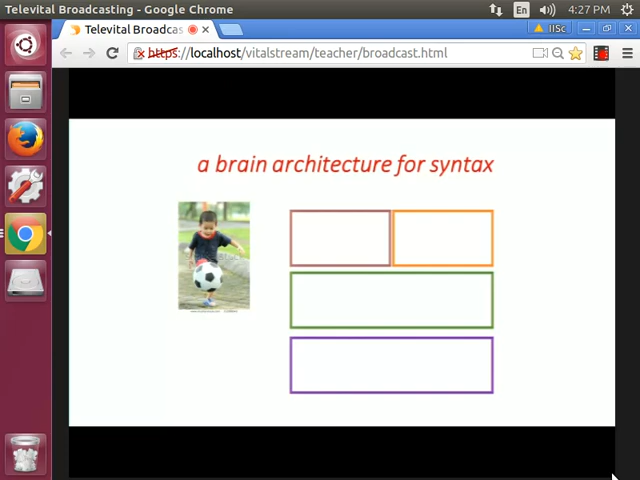 Televital Broadcasting - Google Chrome
En
4:27 PM
Televital Broadcas
IISc
https://localhost/vitalstream/teacher/broadcast.html
a brain architecture for syntax